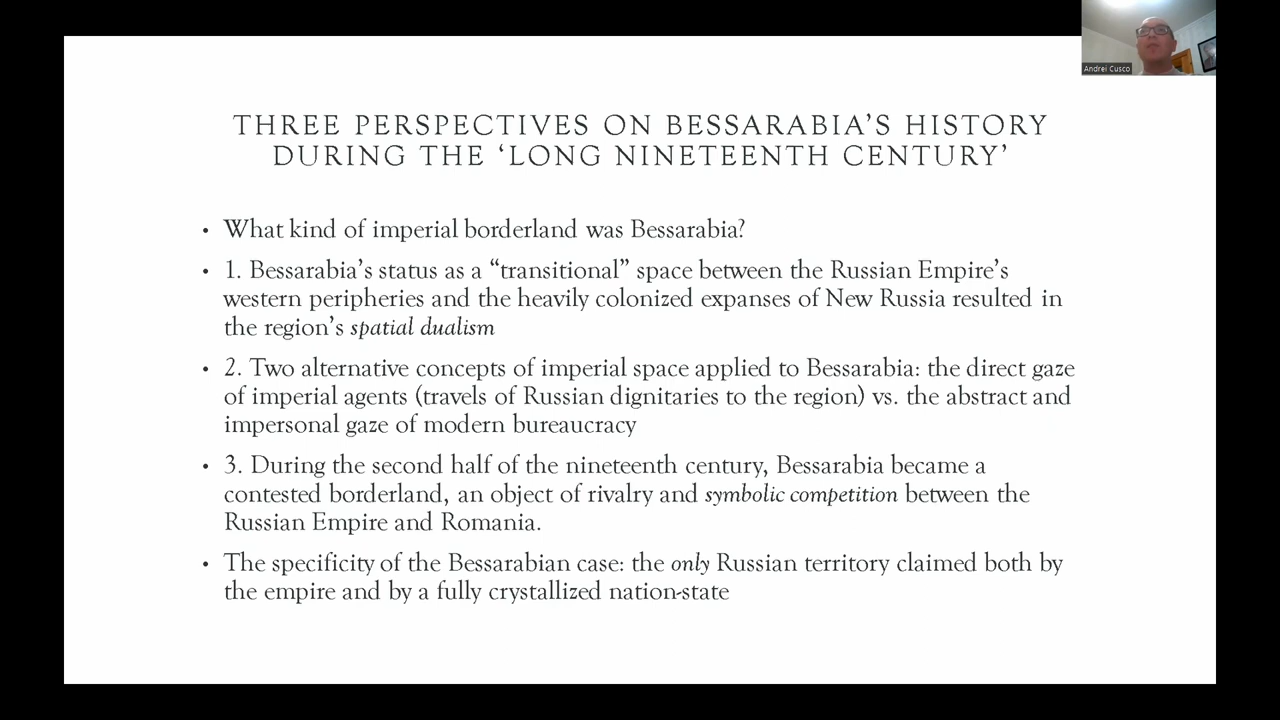 Andrei Cusco
THREE PERSPECTIVES ON BESSARABIA’S HISTORY
DURING THE ‘LONG NINETEENTH CENTURY’
• What kind of imperial borderland was Bessarabia?
• 1. Bessarabia’s status as a “transitional” space between the Russian Empire’s
western peripheries and the heavily colonized expanses of New Russia resulted in
the region’s spatial dualism
• 2. Two alternative concepts of imperial space applied to Bessarabia: the direct gaze
of imperial agents (travels of Russian dignitaries to the region) vs. the abstract and
impersonal gaze of modern bureaucracy
• 3. During the second half of the nineteenth century, Bessarabia became a
contested borderland, an object of rivalry and symbolic competition between the
Russian Empire and Romania.
• The specificity of the Bessarabian case: the only Russian territory claimed both by
the empire and by a fully crystallized nation-state